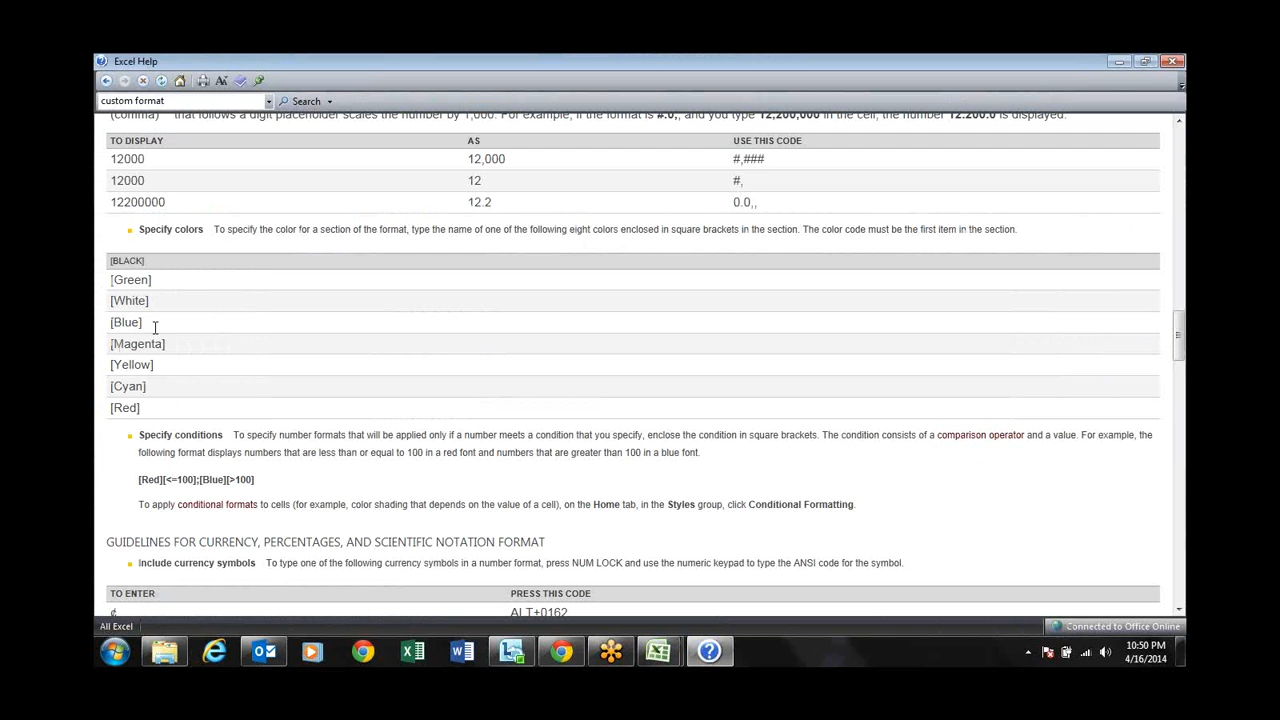 Excel Help
custom format
Search
(comma) that follows a digit placeholder scales the number by 1,000. For example, if the format is #.0,, and you type 12,200,000 in the cell, the number 12.200.0 is displayed.
TO DISPLAY AS USE THIS CODE
12000 12,000 #,###
12000 12 #,
12200000 12.2 0.0,,
Specify colors To specify the color for a section of the format, type the name of one of the following eight colors enclosed in square brackets in the section. The color code must be the first item in the section.
[BLACK]
[Green]
[White]
[Blue]
[Magenta]
[Yellow]
[Cyan]
[Red]
Specify conditions To specify number formats that will be applied only if a number meets a condition that you specify, enclose the condition in square brackets. The condition consists of a comparison operator and a value. For example, the
following format displays numbers that are less than or equal to 100 in a red font and numbers that are greater than 100 in a blue font.
[Red][<=100];[Blue][>100]
To apply conditional formats to cells (for example, color shading that depends on the value of a cell), on the Home tab, in the Styles group, click Conditional Formatting.
GUIDELINES FOR CURRENCY, PERCENTAGES, AND SCIENTIFIC NOTATION FORMAT
Include currency symbols To type one of the following currency symbols in a number format, press NUM LOCK and use the numeric keypad to type the ANSI code for the symbol.
TO ENTER PRESS THIS CODE
¢ ALT+0162
All Excel Connected to Office Online
10:50 PM
4/16/2014